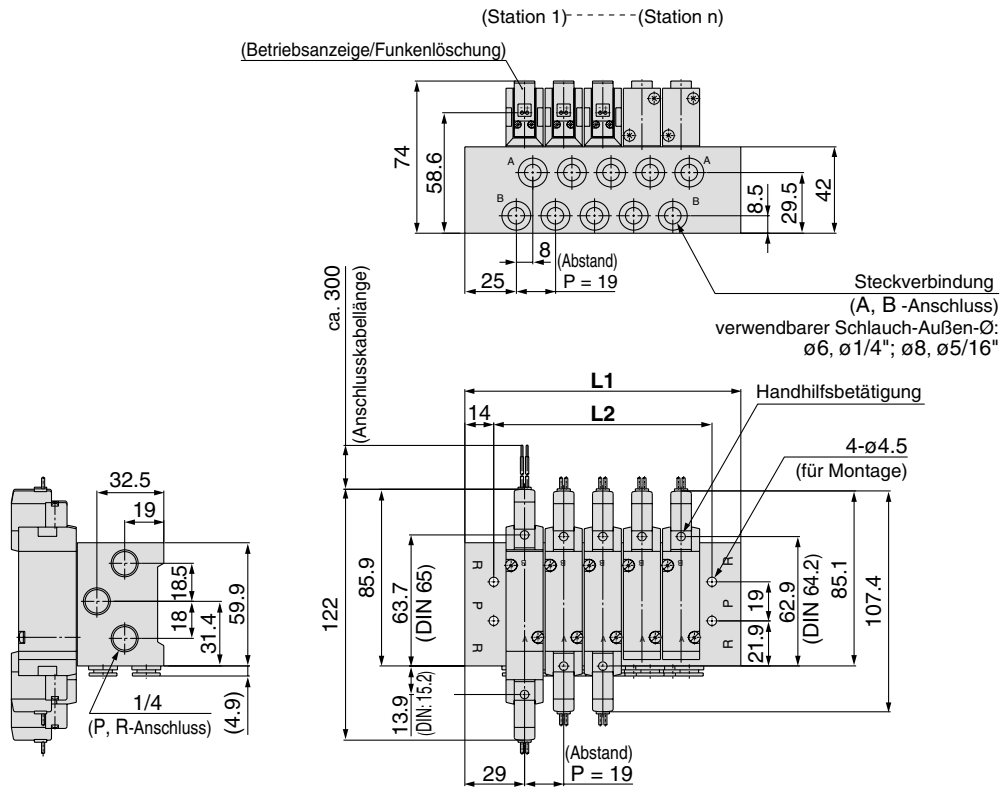 (Station 1) (Station n)
(Betriebsanzeige/Funkenlöschung)
74
58.6
A
A
B
B
8.5
29.5
42
8
(Abstand)
25
P = 19
Steckverbindung
(A, B -Anschluss)
verwendbarer Schlauch-Außen-Ø:
ø6, ø1/4"; ø8, ø5/16"
ca. 300
(Anschlusskabellänge)
L1
14
L2
Handhilfsbetätigung
4-ø4.5
(für Montage)
32.5
19
18.5
18
31.4
59.9
(4.9)
1/4
(P, R-Anschluss)
122
85.9
63.7
(DIN 65)
13.9
(DIN: 15.2)
R
P
R
B
B
B
B
A
A
A
A
R
P
R
19
21.9
62.9
(DIN 64.2)
85.1
107.4
29
(Abstand)
P = 19